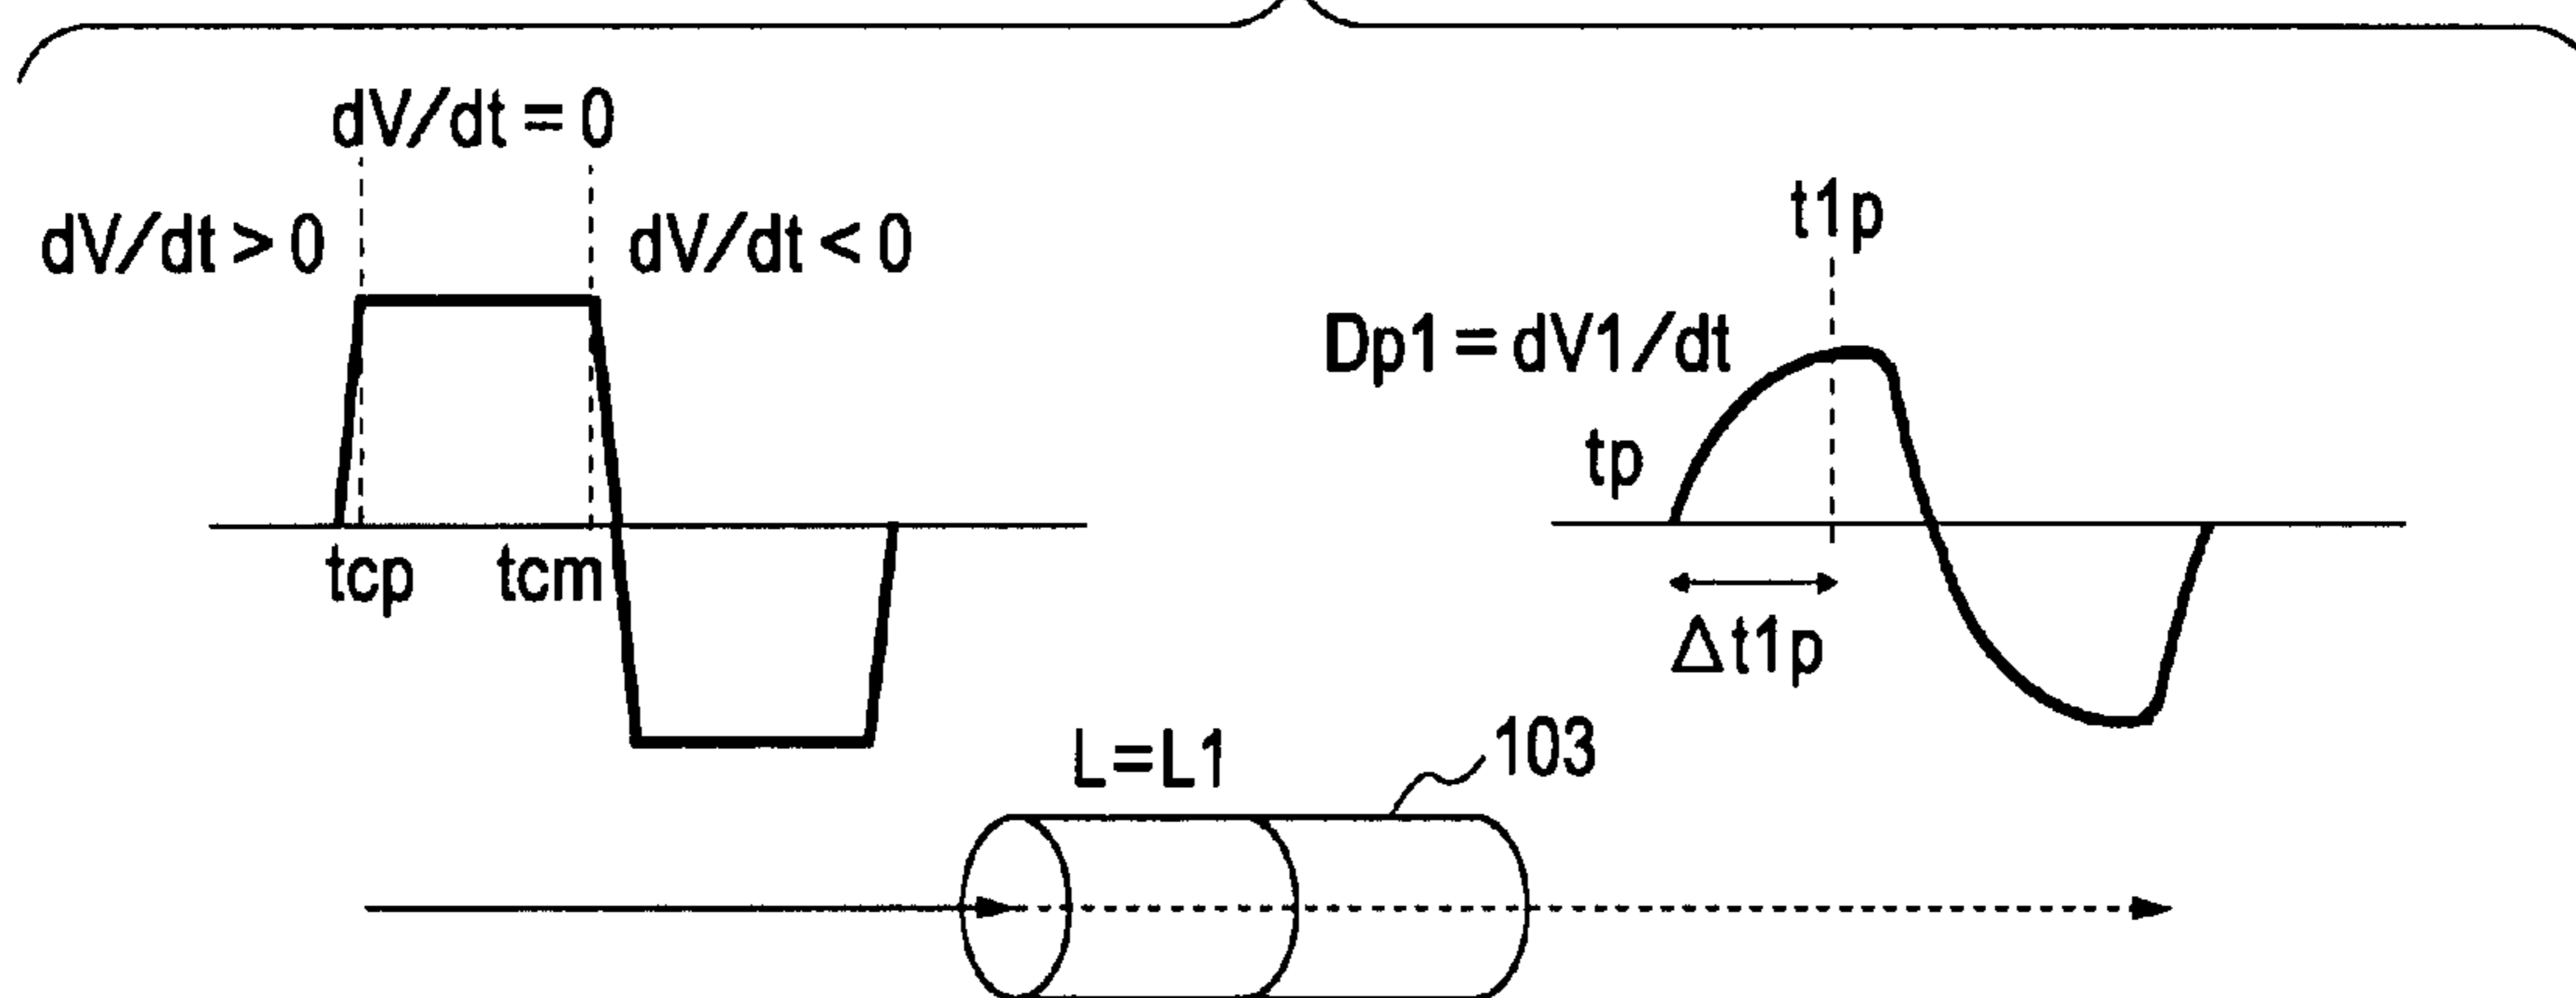 dV/dt = 0
dV/dt > 0
dV/dt < 0
tcp
tcm
t1p
Dp1 = dV1/dt
tp
Δt1p
L=L1
103